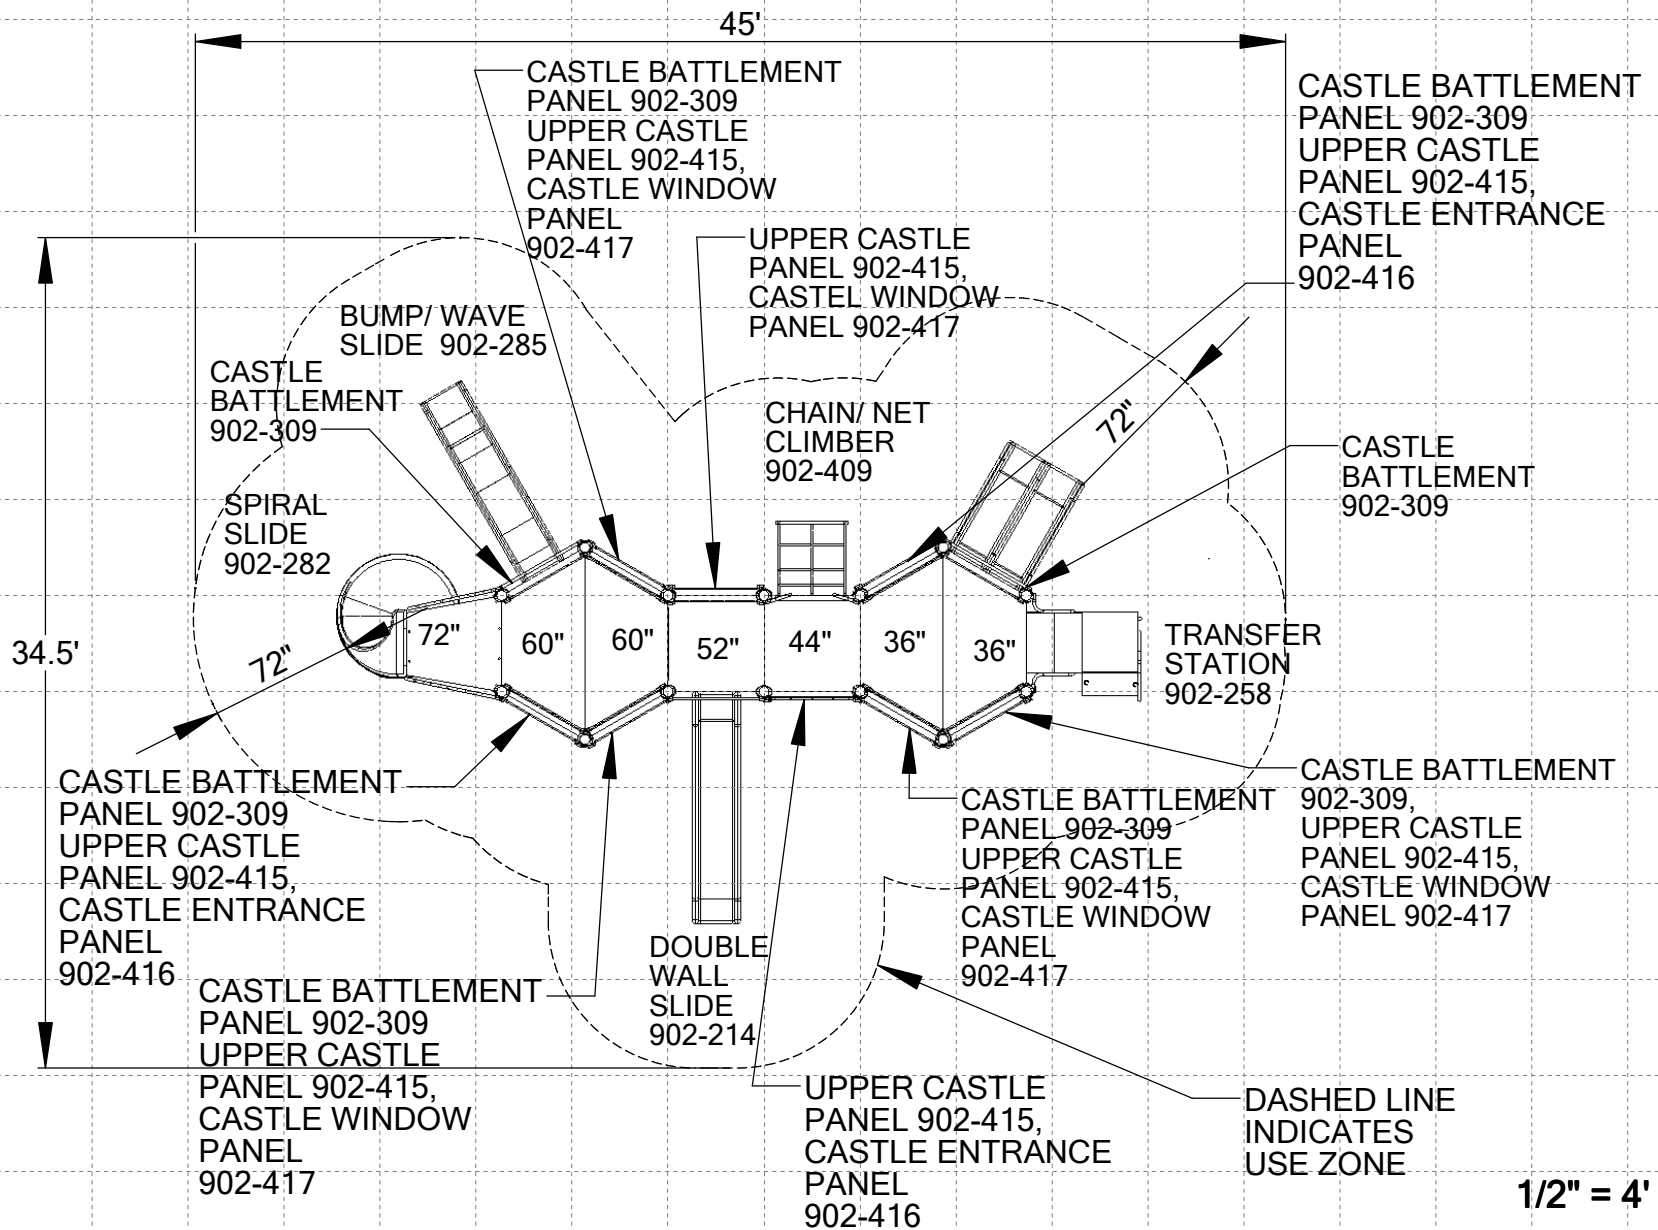 45'
CASTLE BATTLEMENT
PANEL 902-309
UPPER CASTLE
PANEL 902-415,
CASTLE WINDOW
PANEL
902-417
CASTLE BATTLEMENT
PANEL 902-309
UPPER CASTLE
PANEL 902-415,
CASTLE ENTRANCE
PANEL
902-416
UPPER CASTLE
PANEL 902-415,
CASTEL WINDOW
PANEL 902-417
BUMP/ WAVE
SLIDE 902-285
CASTLE
BATTLEMENT
902-309
CHAIN/ NET
CLIMBER
902-409
72"
CASTLE
BATTLEMENT
902-309
SPIRAL
SLIDE
902-282
34.5'
72"
72"
60"
60"
52"
44"
36"
36"
TRANSFER
STATION
902-258
CASTLE BATTLEMENT
PANEL 902-309
UPPER CASTLE
PANEL 902-415,
CASTLE ENTRANCE
PANEL
902-416
CASTLE BATTLEMENT
PANEL 902-309
UPPER CASTLE
PANEL 902-415,
CASTLE WINDOW
PANEL
902-417
CASTLE BATTLEMENT
902-309,
UPPER CASTLE
PANEL 902-415,
CASTLE WINDOW
PANEL 902-417
DOUBLE
WALL
SLIDE
902-214
CASTLE BATTLEMENT
PANEL 902-309
UPPER CASTLE
PANEL 902-415,
CASTLE WINDOW
PANEL
902-417
UPPER CASTLE
PANEL 902-415,
CASTLE ENTRANCE
PANEL
902-416
DASHED LINE
INDICATES
USE ZONE
1/2" = 4'